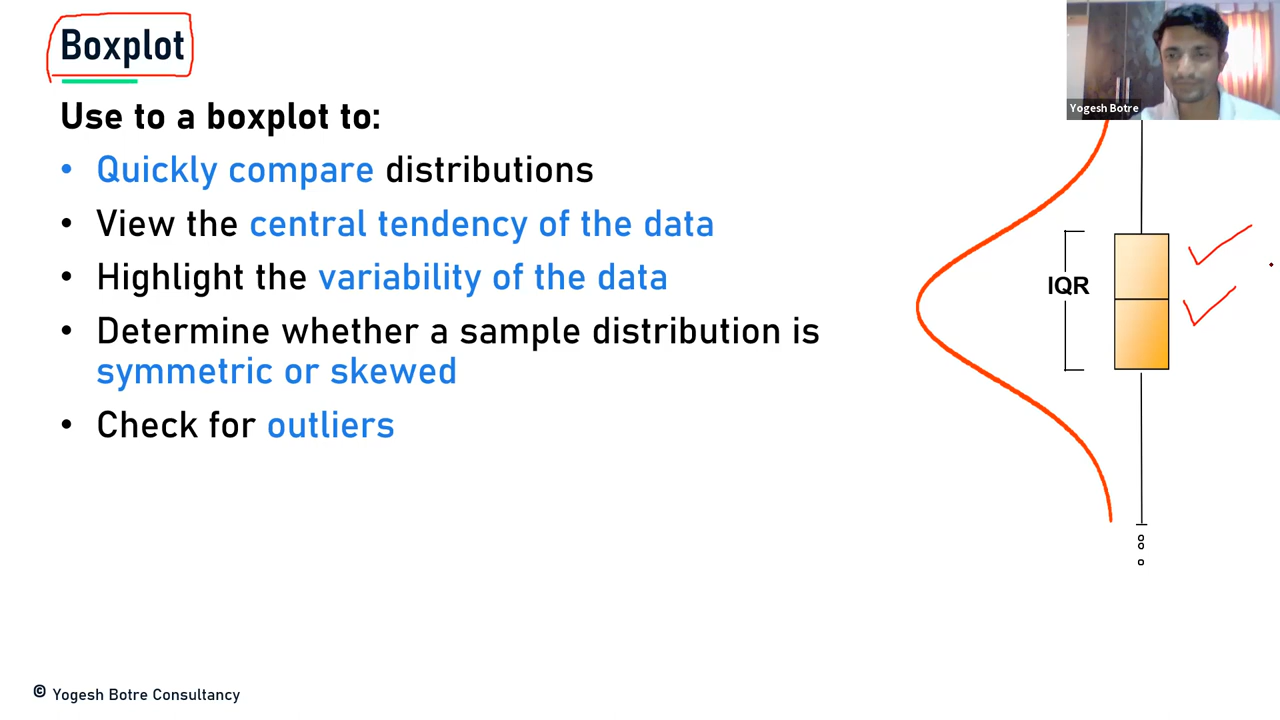 Boxplot
Yogesh Botre
Use to a boxplot to:
• Quickly compare distributions
• View the central tendency of the data
• Highlight the variability of the data
• Determine whether a sample distribution is
symmetric or skewed
• Check for outliers
IQR
© Yogesh Botre Consultancy